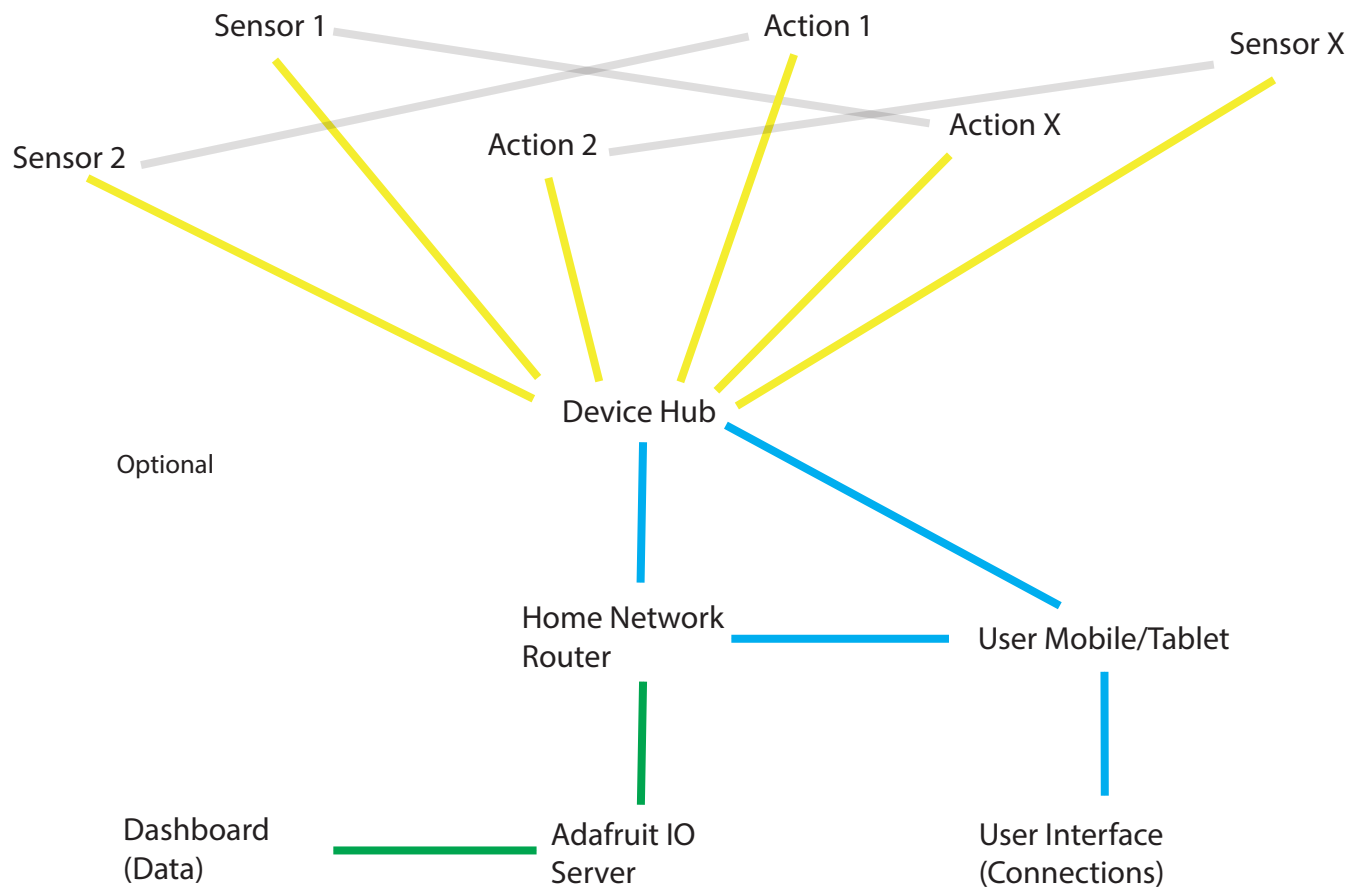 Sensor 1
Action 1
Sensor X
Action X
Action 2
Sensor 2
Device Hub
Optional
Home Network
Router
User Mobile/Tablet
Dashboard
(Data)
Adafruit IO
Server
User Interface
(Connections)